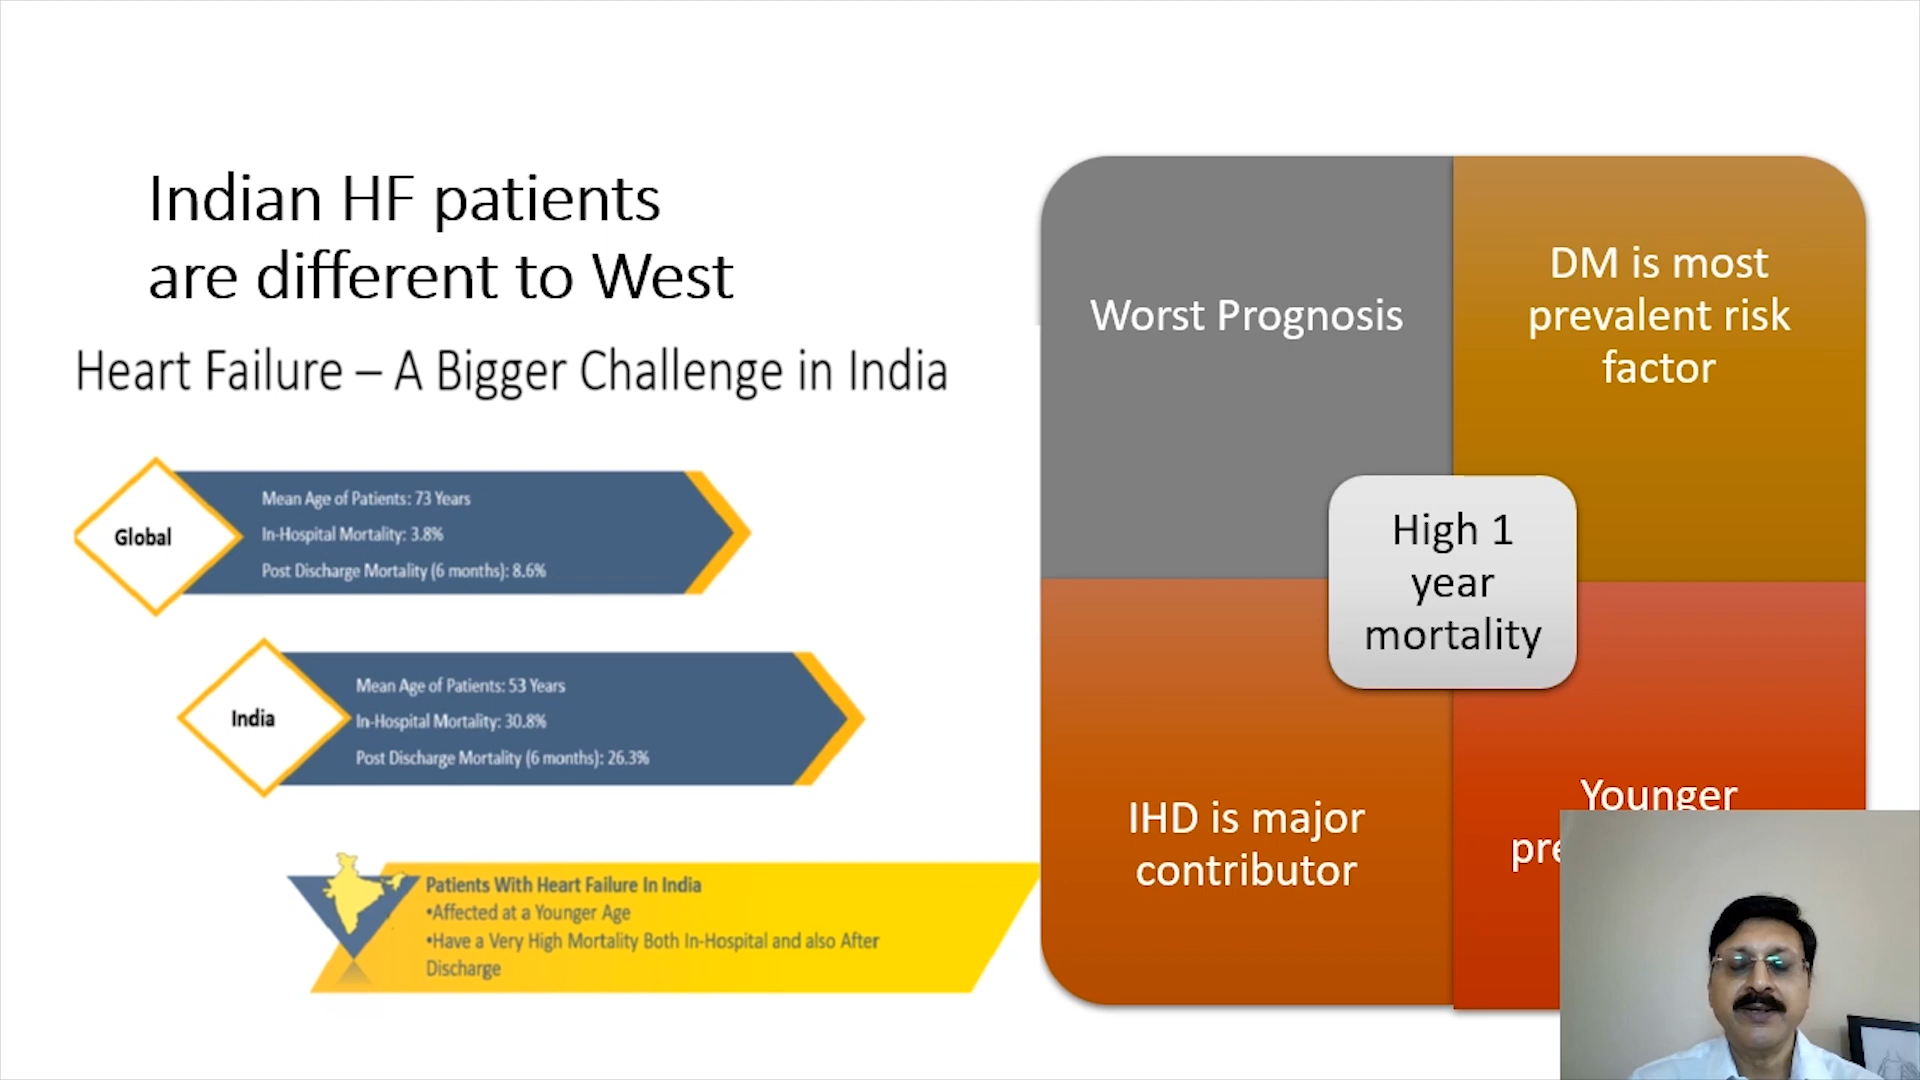 Indian HF patients
are different to West
Heart Failure – A Bigger Challenge in India
Global
Mean Age of Patients: 73 Years
In-Hospital Mortality: 3.8%
Post Discharge Mortality (6 months): 8.6%
India
Mean Age of Patients: 53 Years
In-Hospital Mortality: 30.8%
Post Discharge Mortality (6 months): 26.3%
Patients With Heart Failure In India
•Affected at a Younger Age
•Have a Very High Mortality Both In-Hospital and also After
Discharge
Worst Prognosis
DM is most
prevalent risk
factor
High 1
year
mortality
IHD is major
contributor
Younger